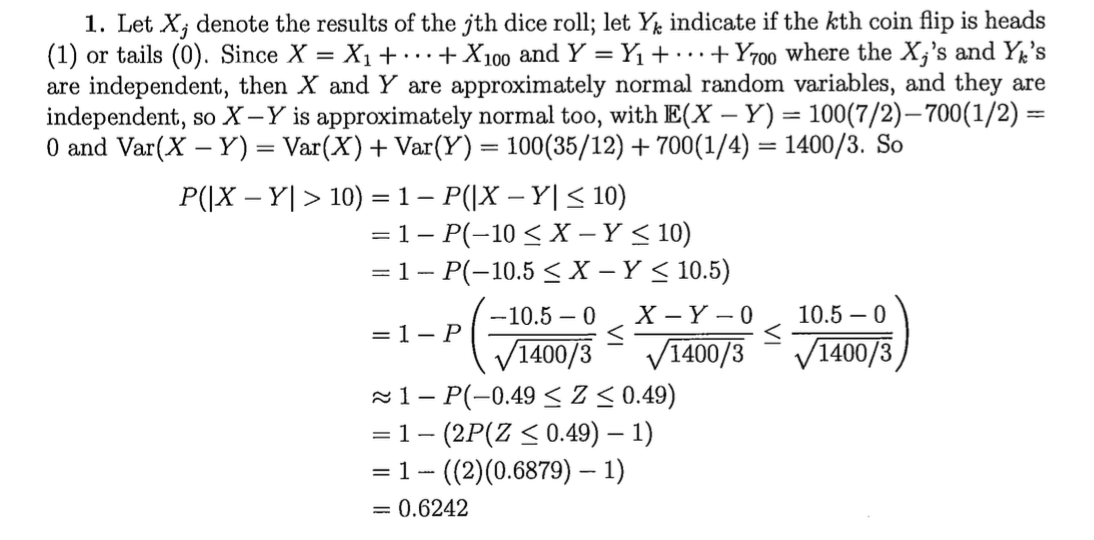 1. Let X_j denote the results of the jth dice roll; let Y_k indicate if the kth coin flip is heads
(1) or tails (0). Since X = X_1 + ··· + X_100 and Y = Y_1 + ··· + Y_700 where the X_j's and Y_k's
are independent, then X and Y are approximately normal random variables, and they are
independent, so X − Y is approximately normal too, with 𝔼(X − Y) = 100(7/2) − 700(1/2) =
0 and Var(X − Y) = Var(X) + Var(Y) = 100(35/12) + 700(1/4) = 1400/3. So
P(|X − Y| > 10) = 1 − P(|X − Y| ≤ 10)
= 1 − P(−10 ≤ X − Y ≤ 10)
= 1 − P(−10.5 ≤ X − Y ≤ 10.5)
= 1 − P( (−10.5 − 0)/√(1400/3) ≤ (X − Y − 0)/√(1400/3) ≤ (10.5 − 0)/√(1400/3) )
≈ 1 − P(−0.49 ≤ Z ≤ 0.49)
= 1 − (2P(Z ≤ 0.49) − 1)
= 1 − ((2)(0.6879) − 1)
= 0.6242